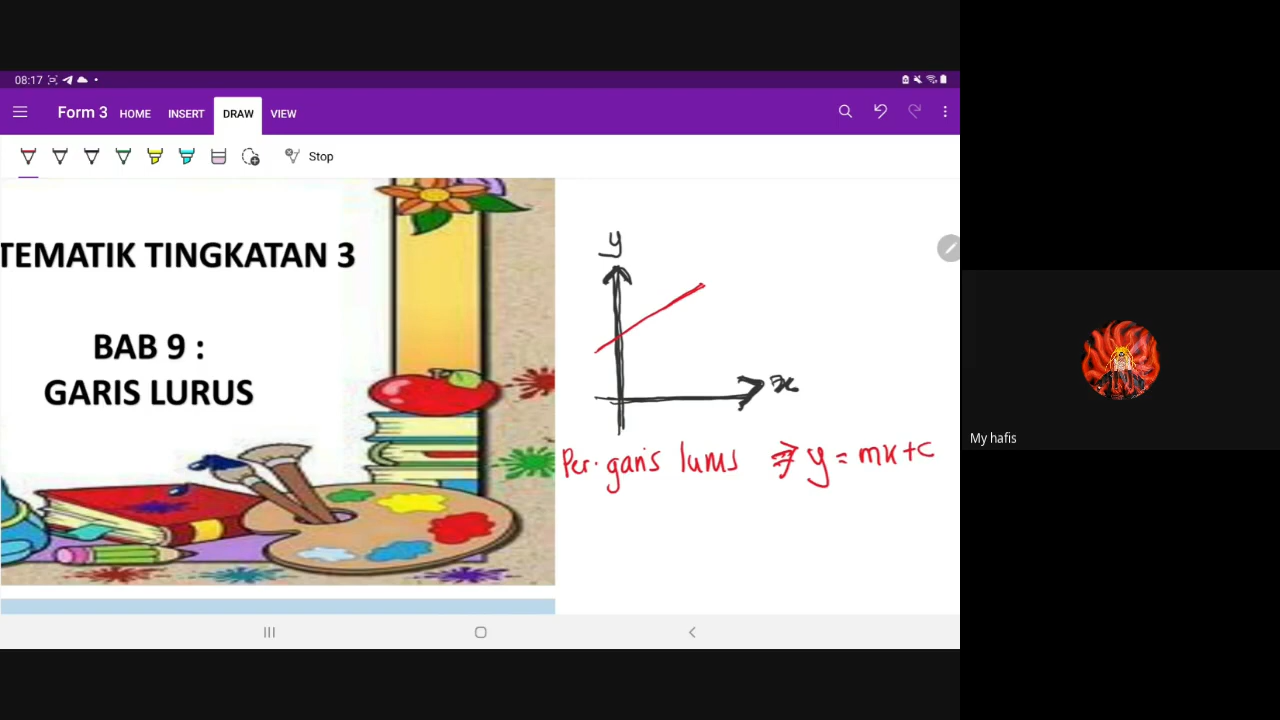 08:17
Form 3 HOME INSERT DRAW VIEW
Stop
TEMATIK TINGKATAN 3
BAB 9 :
GARIS LURUS
y
x
Per. garis lurus ⇒ y = mx + c
My hafis